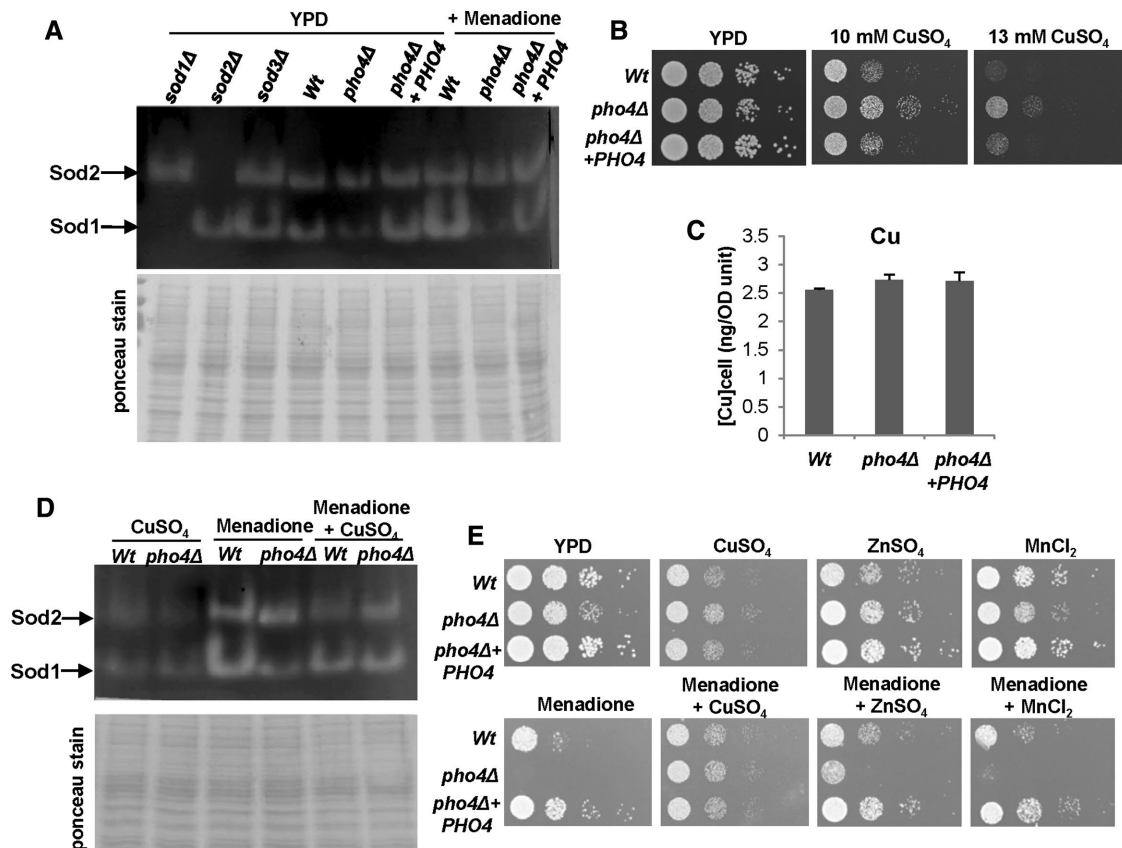 A
YPD
+ Menadione
sod1Δ
sod2Δ
sod3Δ
Wt
pho4Δ
pho4Δ + PHO4
Wt
pho4Δ
pho4Δ + PHO4
Sod2
Sod1
ponceau stain
B
YPD
10 mM CuSO4
13 mM CuSO4
Wt
pho4Δ
pho4Δ
+PHO4
C
Cu
[Cu]cell (ng/OD unit)
3.5
3
2.5
2
1.5
1
0.5
0
Wt
pho4Δ
pho4Δ
+PHO4
D
CuSO4
Menadione
Menadione
+ CuSO4
Wt pho4Δ
Wt pho4Δ
Wt pho4Δ
Sod2
Sod1
ponceau stain
E
YPD
CuSO4
ZnSO4
MnCl2
Wt
pho4Δ
pho4Δ+
PHO4
Menadione
Menadione
+ CuSO4
Menadione
+ ZnSO4
Menadione
+ MnCl2
Wt
pho4Δ
pho4Δ+
PHO4